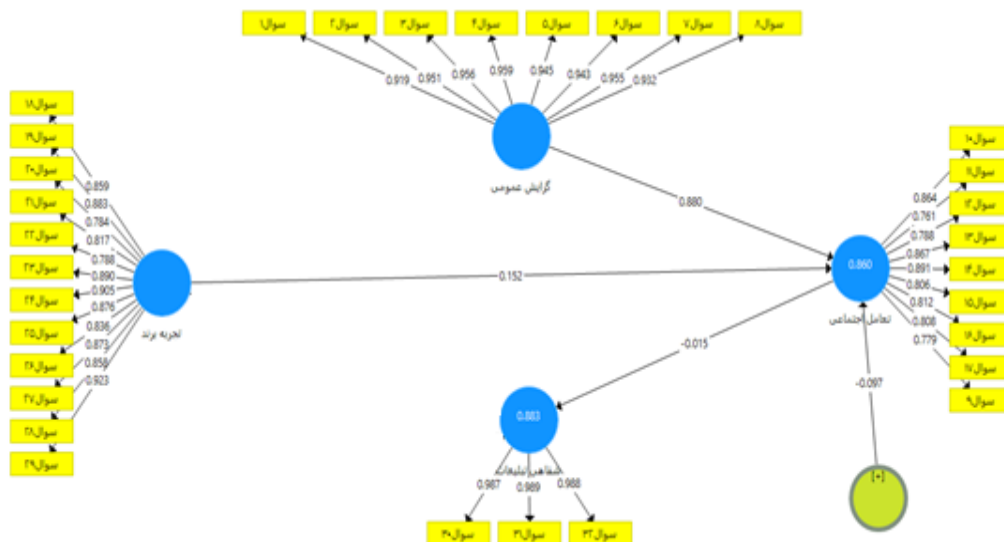 سوال۱
سوال۲
سوال۳
سوال۴
سوال۵
سوال۶
سوال۷
سوال۸
0.919
0.951
0.956
0.959
0.945
0.943
0.955
0.932
گرایش عمومی
سوال۱۸
سوال۱۹
سوال۲۰
سوال۲۱
سوال۲۲
سوال۲۳
سوال۲۴
سوال۲۵
سوال۲۶
سوال۲۷
سوال۲۸
سوال۲۹
0.859
0.883
0.784
0.817
0.788
0.890
0.905
0.876
0.836
0.873
0.858
0.923
تجربه برند
0.880
0.152
-0.015
-0.097
0.860
تعامل اجتماعی
سوال۱۰
سوال۱۱
سوال۱۲
سوال۱۳
سوال۱۴
سوال۱۵
سوال۱۶
سوال۱۷
سوال۹
0.864
0.761
0.788
0.867
0.891
0.806
0.812
0.808
0.779
0.883
شفاهی تبلیغات
0.987
0.989
0.988
سوال۳۰
سوال۳۱
سوال۳۲
[+]